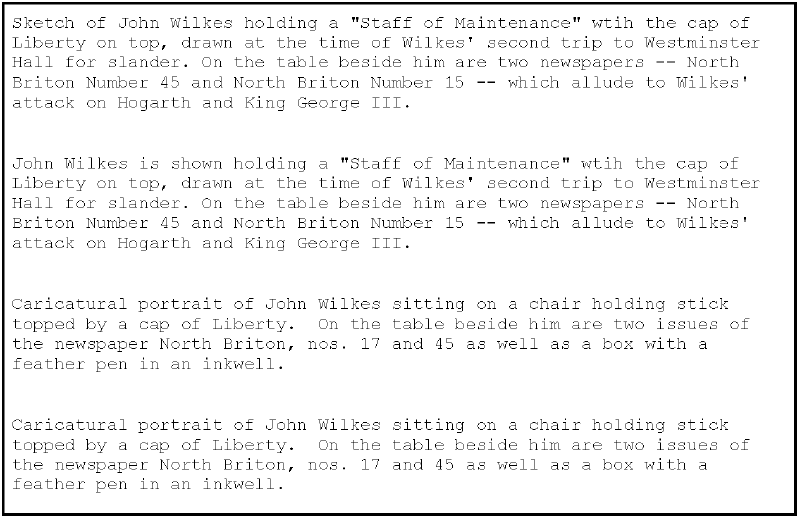 Sketch of John Wilkes holding a "Staff of Maintenance" wtih the cap of
Liberty on top, drawn at the time of Wilkes' second trip to Westminster
Hall for slander. On the table beside him are two newspapers -- North
Briton Number 45 and North Briton Number 15 -- which allude to Wilkes'
attack on Hogarth and King George III.
John Wilkes is shown holding a "Staff of Maintenance" wtih the cap of
Liberty on top, drawn at the time of Wilkes' second trip to Westminster
Hall for slander. On the table beside him are two newspapers -- North
Briton Number 45 and North Briton Number 15 -- which allude to Wilkes'
attack on Hogarth and King George III.
Caricatural portrait of John Wilkes sitting on a chair holding stick
topped by a cap of Liberty.  On the table beside him are two issues of
the newspaper North Briton, nos. 17 and 45 as well as a box with a
feather pen in an inkwell.
Caricatural portrait of John Wilkes sitting on a chair holding stick
topped by a cap of Liberty.  On the table beside him are two issues of
the newspaper North Briton, nos. 17 and 45 as well as a box with a
feather pen in an inkwell.